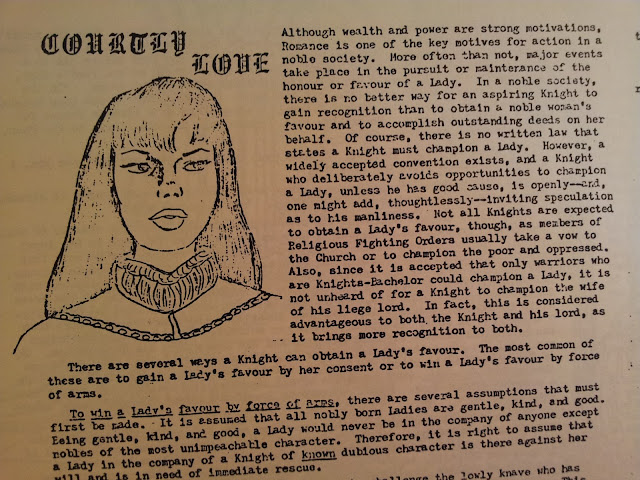 COURTLY
LOVE
Although wealth and power are strong motivations,
Romance is one of the key motives for action in a
noble society. More often than not, major events
take place in the pursuit or mainterance of the
honour or favour of a Lady. In a noble society,
there is no better way for an aspiring Knight to
gain recognition than to obtain a noble woman's
favour and to accomplish outstanding deeds on her
behalf. Of course, there is no written law that
states a Knight must champion a Lady. However, a
widely accepted convention exists, and a Knight
who deliberately avoids opportunities to champion
a Lady, unless he has good cause, is openly--and,
one might add, thoughtlessly--inviting speculation
as to his manliness. Not all Knights are expected
to obtain a Lady's favour, though, as members of
Religious Fighting Orders usually take a vow to
the Church or to champion the poor and oppressed.
Also, since it is accepted that only warriors who
are Knights-Bachelor could champion a Lady, it is
not unheard of for a Knight to champion the wife
of his liege lord. In fact, this is considered
advantageous to both the Knight and his lord, as
it brings more recognition to both.
There are several ways a Knight can obtain a Lady's favour. The most common of
these are to gain a Lady's favour by her consent or to win a Lady's favour by force
of arms.
To win a Lady's favour by force of arms, there are several assumptions that must
first be made. It is assumed that all nobly born Ladies are gentle, kind, and good.
Being gentle, kind, and good, a Lady would never be in the company of anyone except
nobles of the most unimpeachable character. Therefore, it is right to assume that
a Lady in the company of a Knight of known dubious character is there against her
will and is in need of immediate rescue.
challenge the lowly knave who has
This